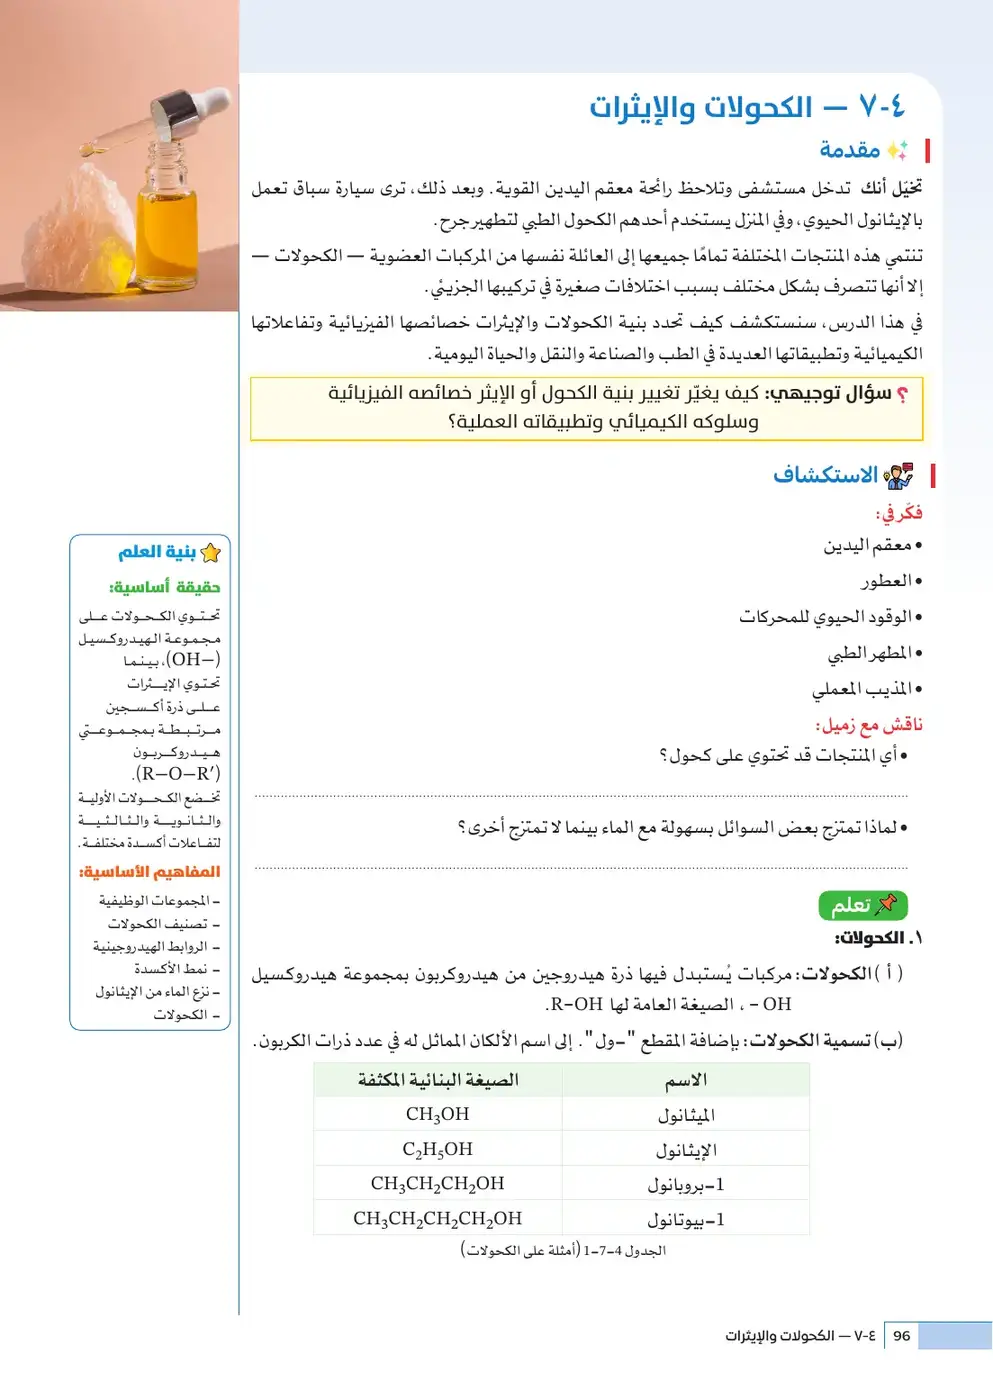 ٤-٧ — الكحولات والإيثرات
مقدمة
تخيّل أنك تدخل مستشفى وتلاحظ رائحة معقم اليدين القوية. وبعد ذلك، ترى سيارة سباق تعمل
بالإيثانول الحيوي، وفي المنزل يستخدم أحدهم الكحول الطبي لتطهير جرح.
تنتمي هذه المنتجات المختلفة تمامًا جميعها إلى العائلة نفسها من المركبات العضوية — الكحولات —
إلا أنها تتصرف بشكل مختلف بسبب اختلافات صغيرة في تركيبها الجزيئي.
في هذا الدرس، سنستكشف كيف تحدد بنية الكحولات والإيثرات خصائصها الفيزيائية وتفاعلاتها
الكيميائية وتطبيقاتها العديدة في الطب والصناعة والنقل والحياة اليومية.
؟ سؤال توجيهي: كيف يغيّر تغيير بنية الكحول أو الإيثر خصائصه الفيزيائية
وسلوكه الكيميائي وتطبيقاته العملية؟
الاستكشاف
فكّر في:
• معقم اليدين
• العطور
• الوقود الحيوي للمحركات
• المطهر الطبي
• المذيب المعملي
ناقش مع زميل:
• أي المنتجات قد تحتوي على كحول؟
• لماذا تمتزج بعض السوائل بسهولة مع الماء بينما لا تمتزج أخرى؟
تعلم
١. الكحولات:
( أ ) الكحولات: مركبات يُستبدل فيها ذرة هيدروجين من هيدروكربون بمجموعة هيدروكسيل
OH - ، الصيغة العامة لها R-OH.
(ب) تسمية الكحولات: بإضافة المقطع "-ول". إلى اسم الألكان المماثل له في عدد ذرات الكربون.
الاسم الصيغة البنائية المكثفة
الميثانول CH₃OH
الإيثانول C₂H₅OH
1-بروبانول CH₃CH₂CH₂OH
1-بيوتانول CH₃CH₂CH₂CH₂OH
الجدول 4-7-1 (أمثلة على الكحولات)
بنية العلم
حقيقة أساسية:
تحتوي الكحولات على
مجموعة الهيدروكسيل
(OH−)، بينما
تحتوي الإيثرات
على ذرة أكسجين
مرتبطة بمجموعتي
هيدروكربون
(R−O−R′).
تخضع الكحولات الأولية
والثانوية والثالثية
لتفاعلات أكسدة مختلفة.
المفاهيم الأساسية:
- المجموعات الوظيفية
- تصنيف الكحولات
- الروابط الهيدروجينية
- نمط الأكسدة
- نزع الماء من الإيثانول
- الكحولات
96 ٤-٧ — الكحولات والإيثرات